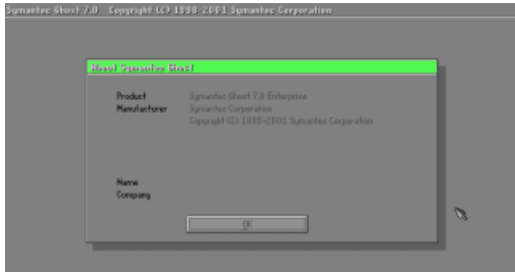 Symantec Ghost 7.0   Copyright (C) 1998-2001 Symantec Corporation
About Symantec Ghost
Product   Symantec Ghost 7.0 Enterprise
Manufacturer   Symantec Corporation
Copyright (C) 1998-2001 Symantec Corporation
Name
Company
OK